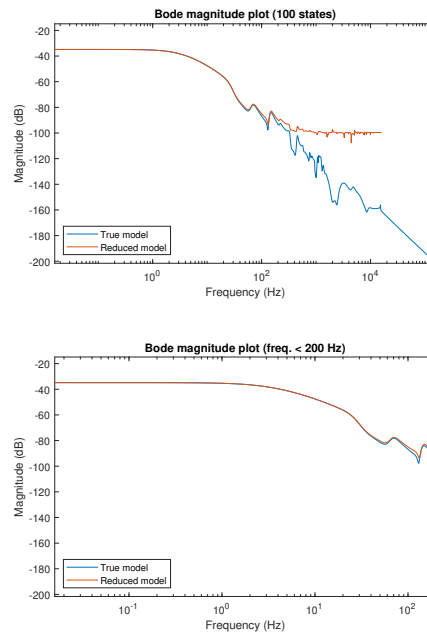 Bode magnitude plot (100 states)
-20
-40
-60
-80
-100
-120
-140
-160
-180
-200
Magnitude (dB)
True model
Reduced model
10^0 10^2 10^4
Frequency (Hz)
Bode magnitude plot (freq. < 200 Hz)
-20
-40
-60
-80
-100
-120
-140
-160
-180
-200
Magnitude (dB)
True model
Reduced model
10^-1 10^0 10^1 10^2
Frequency (Hz)